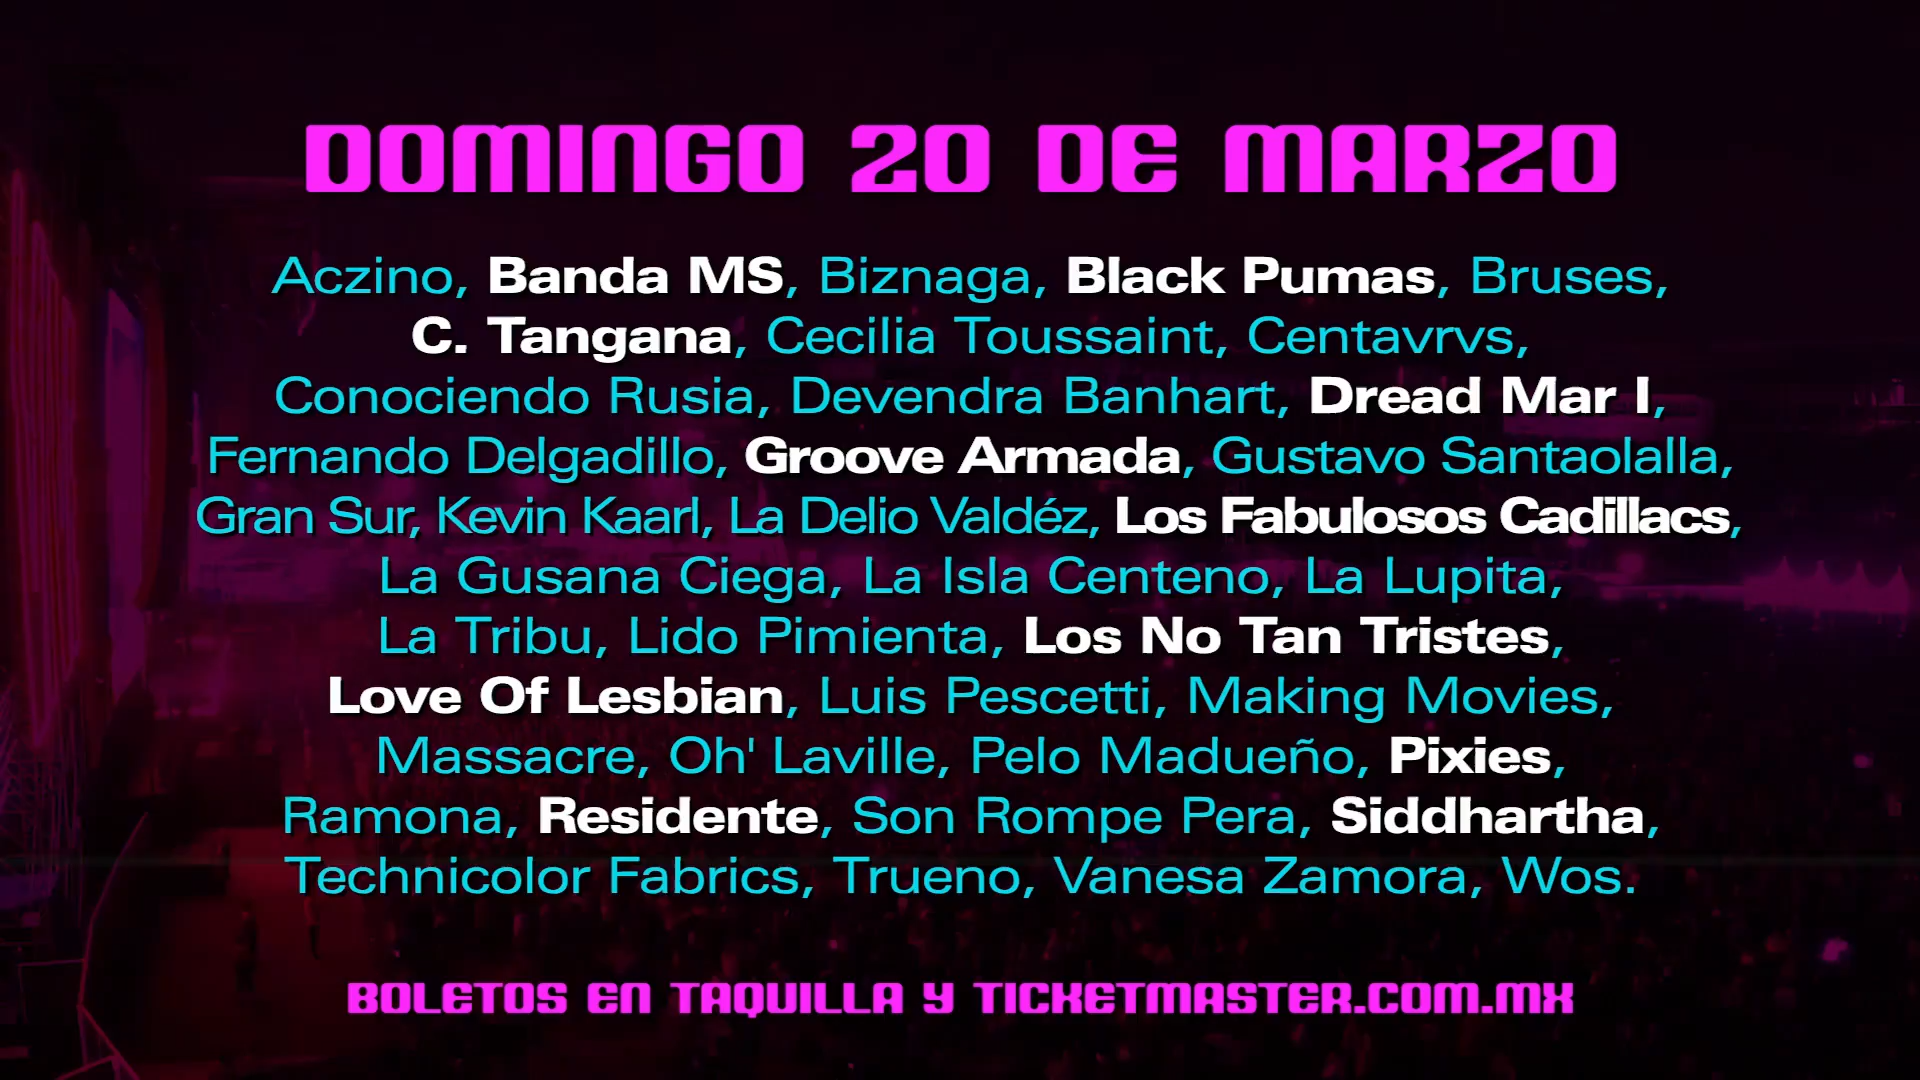 DOMINGO 20 DE MARZO
Aczino, Banda MS, Biznaga, Black Pumas, Bruses,
C. Tangana, Cecilia Toussaint, Centavrvs,
Conociendo Rusia, Devendra Banhart, Dread Mar I,
Fernando Delgadillo, Groove Armada, Gustavo Santaolalla,
Gran Sur, Kevin Kaarl, La Delio Valdéz, Los Fabulosos Cadillacs,
La Gusana Ciega, La Isla Centeno, La Lupita,
La Tribu, Lido Pimienta, Los No Tan Tristes,
Love Of Lesbian, Luis Pescetti, Making Movies,
Massacre, Oh' Laville, Pelo Madueño, Pixies,
Ramona, Residente, Son Rompe Pera, Siddhartha,
Technicolor Fabrics, Trueno, Vanesa Zamora, Wos.
BOLETOS EN TAQUILLA Y TICKETMASTER.COM.MX